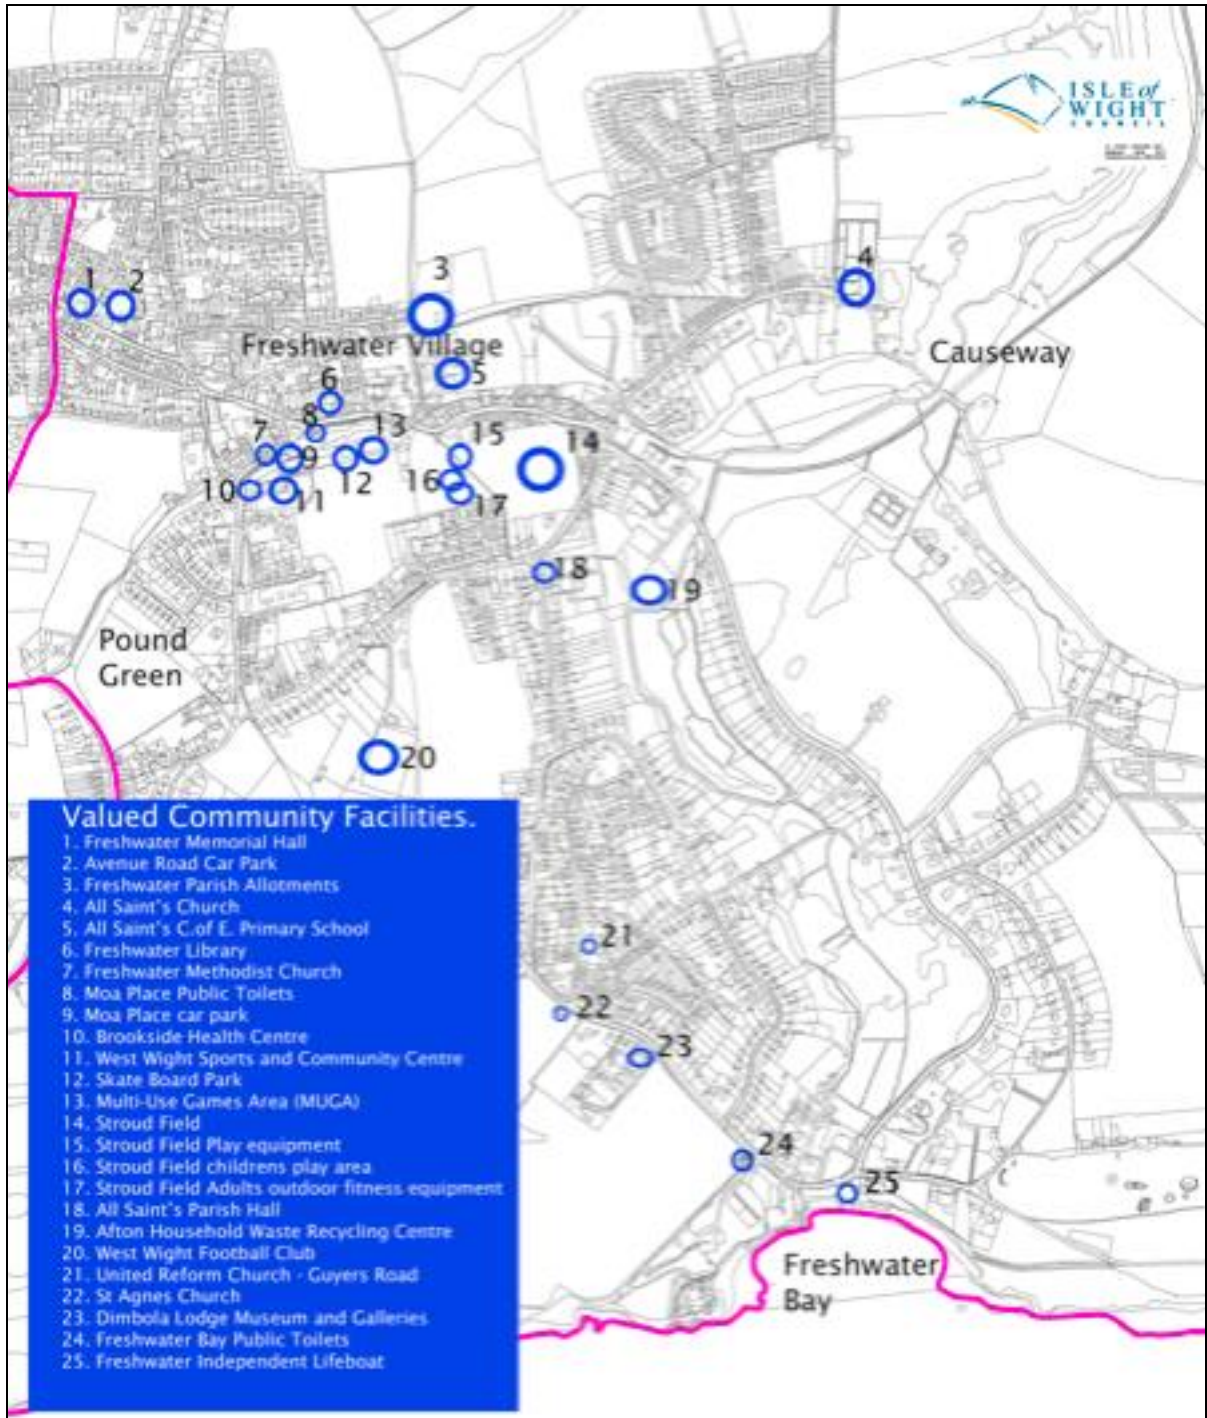 ISLE of
WIGHT
COUNCIL
1
2
3
4
Freshwater Village
Causeway
5
6
7
8
9
13
15
14
12
16
10
11
17
18
19
Pound
Green
20
21
22
23
24
25
Freshwater
Bay
Valued Community Facilities.
1. Freshwater Memorial Hall
2. Avenue Road Car Park
3. Freshwater Parish Allotments
4. All Saint's Church
5. All Saint's C.of E. Primary School
6. Freshwater Library
7. Freshwater Methodist Church
8. Moa Place Public Toilets
9. Moa Place car park
10. Brookside Health Centre
11. West Wight Sports and Community Centre
12. Skate Board Park
13. Multi-Use Games Area (MUGA)
14. Stroud Field
15. Stroud Field Play equipment
16. Stroud Field childrens play area
17. Stroud Field Adults outdoor fitness equipment
18. All Saint's Parish Hall
19. Afton Household Waste Recycling Centre
20. West Wight Football Club
21. United Reform Church - Guyers Road
22. St Agnes Church
23. Dimbola Lodge Museum and Galleries
24. Freshwater Bay Public Toilets
25. Freshwater Independent Lifeboat